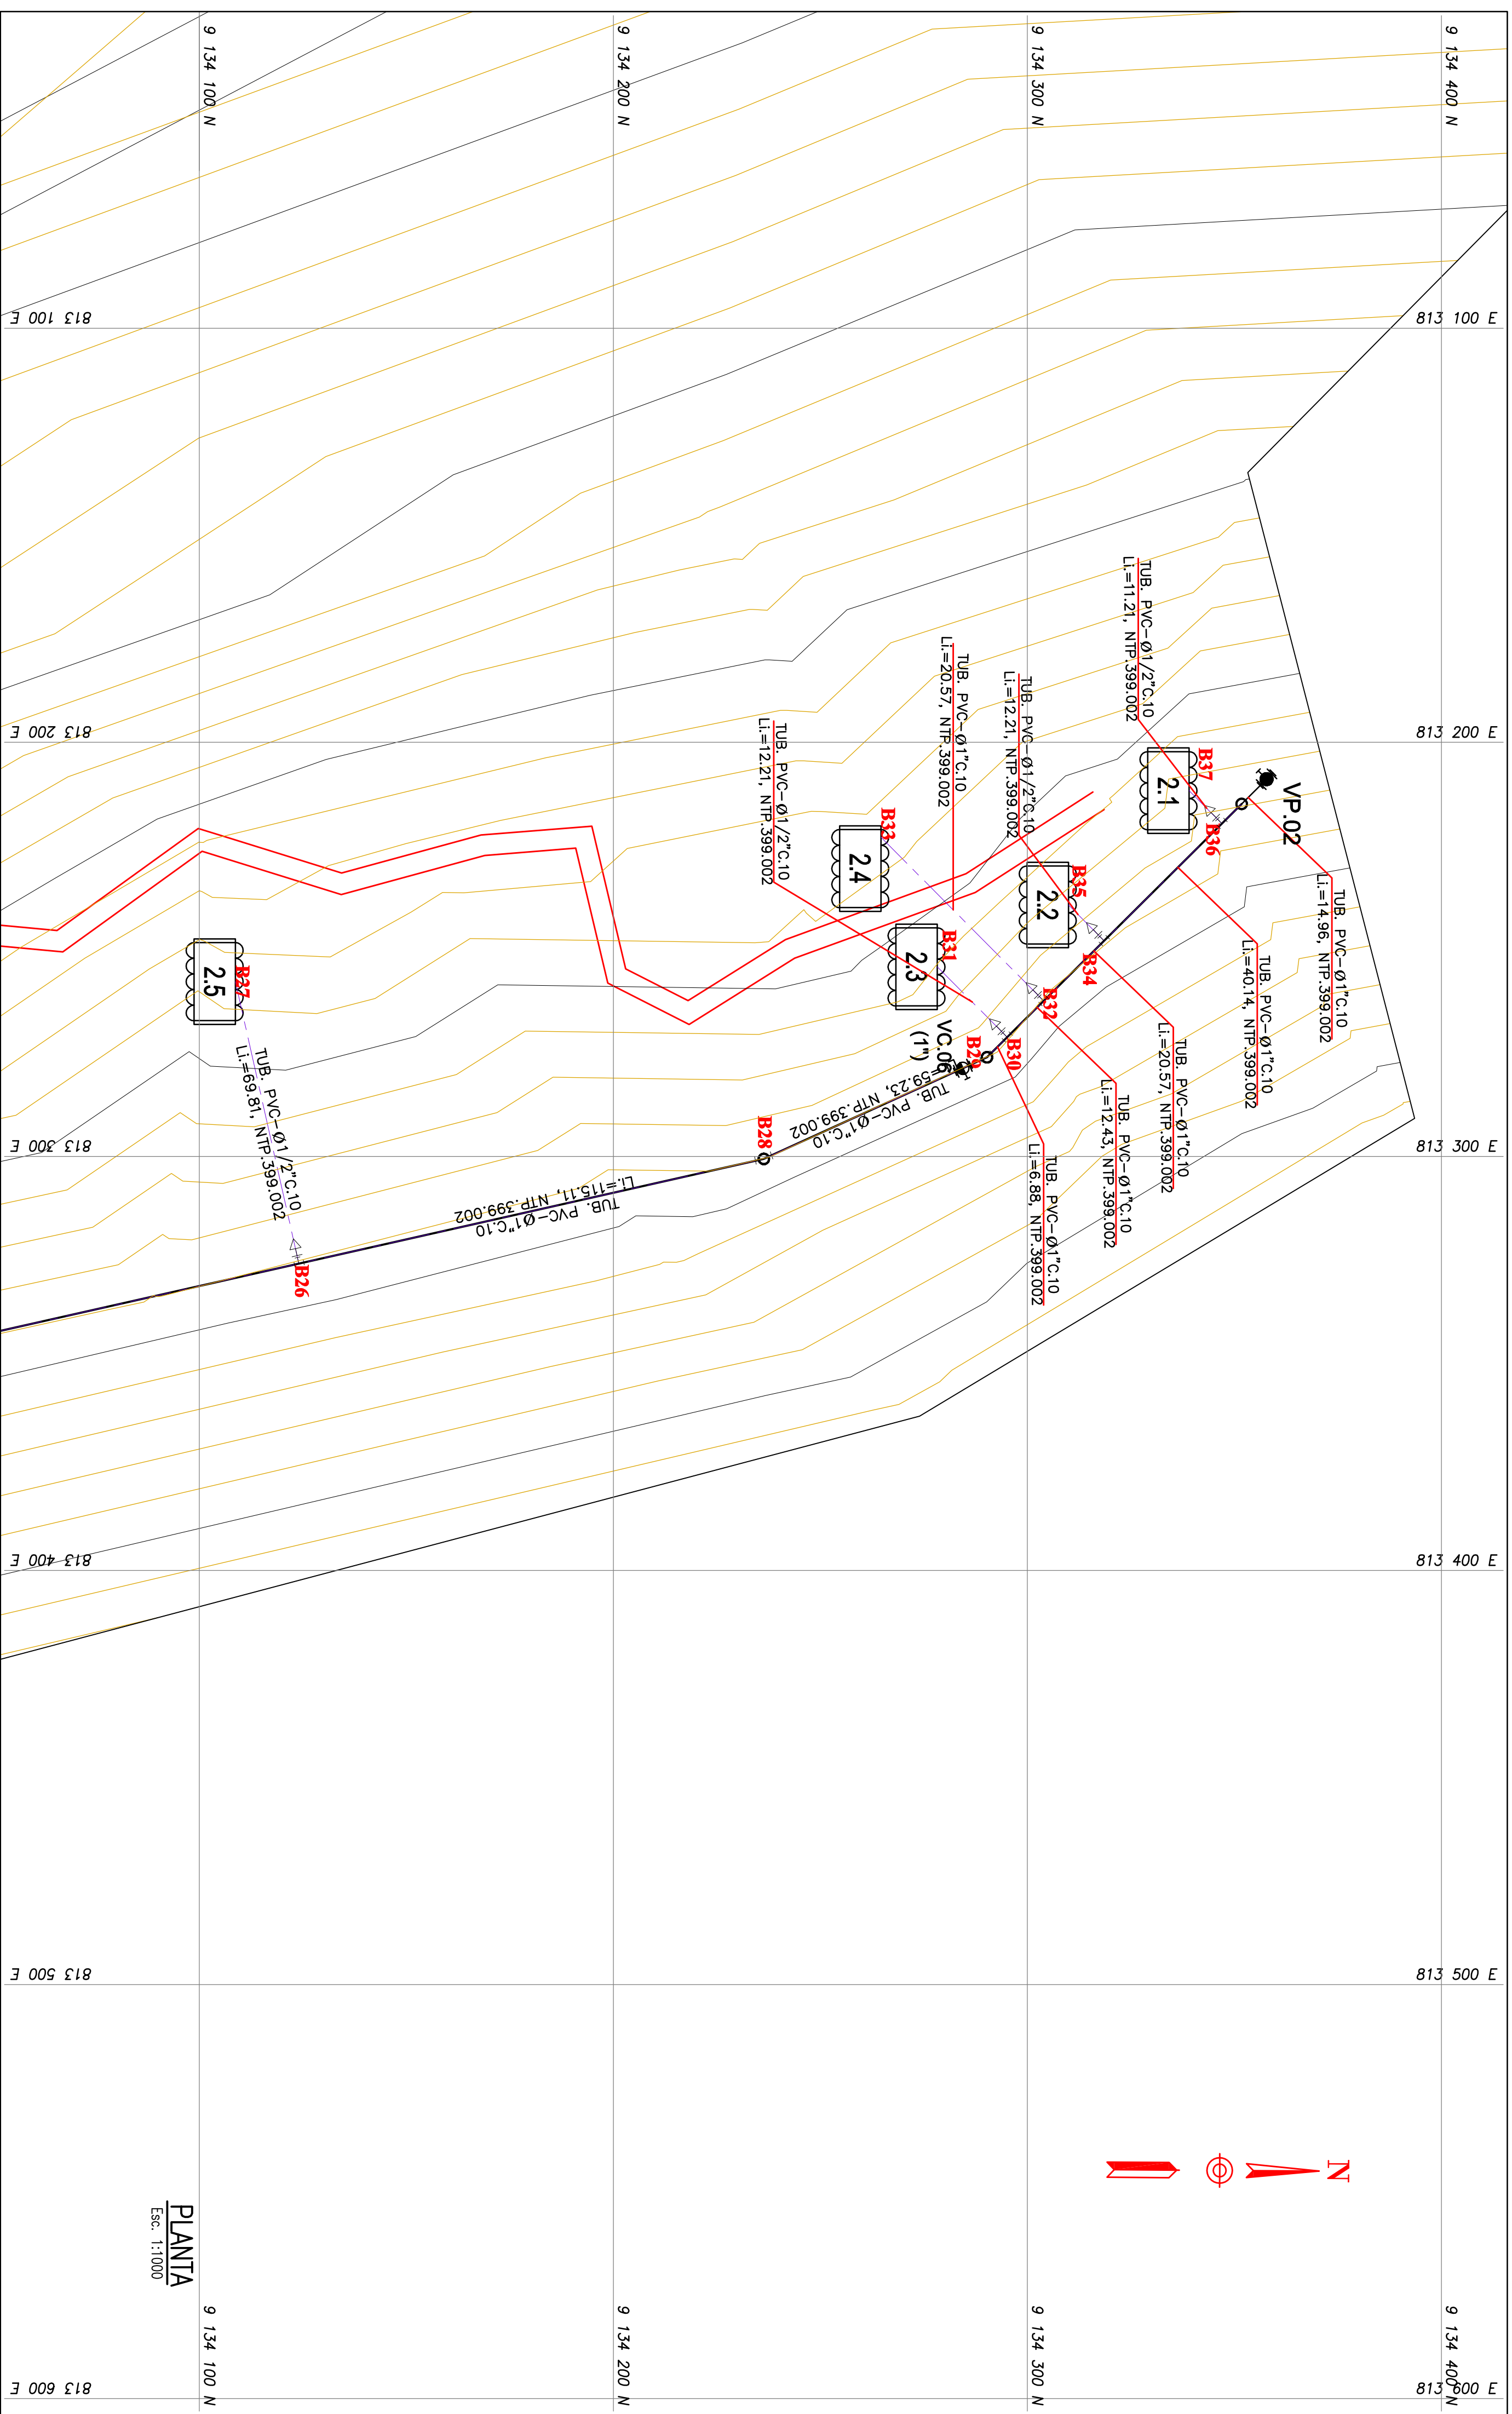 9 134 400 N
9 134 300 N
9 134 200 N
9 134 100 N
813 100 E
813 200 E
813 300 E
813 400 E
813 500 E
813 600 E
813 100 E
813 200 E
813 300 E
813 400 E
813 500 E
813 600 E
9 134 400 N
9 134 300 N
9 134 200 N
9 134 100 N
N
VP.02
TUB. PVC-Ø1"C.10
Li.=14.96, NTP.399.002
TUB. PVC-Ø1"C.10
Li.=40.14, NTP.399.002
TUB. PVC-Ø1"C.10
Li.=20.57, NTP.399.002
TUB. PVC-Ø1"C.10
Li.=12.43, NTP.399.002
TUB. PVC-Ø1"C.10
Li.=6.88, NTP.399.002
TUB. PVC-Ø1/2"C.10
Li.=11.21, NTP.399.002
TUB. PVC-Ø1/2"C.10
Li.=12.21, NTP.399.002
TUB. PVC-Ø1"C.10
Li.=20.57, NTP.399.002
TUB. PVC-Ø1/2"C.10
Li.=12.21, NTP.399.002
B37
B36
2.1
B35
B34
2.2
B33
B32
2.4
B31
B30
2.3
VC.06
(1")
B29
TUB. PVC-Ø1"C.10
=59.23, NTP.399.002
B28
TUB. PVC-Ø1"C.10
Li.=115.11, NTP.399.002
B27
2.5
TUB. PVC-Ø1/2"C.10
Li.=69.81, NTP.399.002
B26
PLANTA
Esc. 1:1000